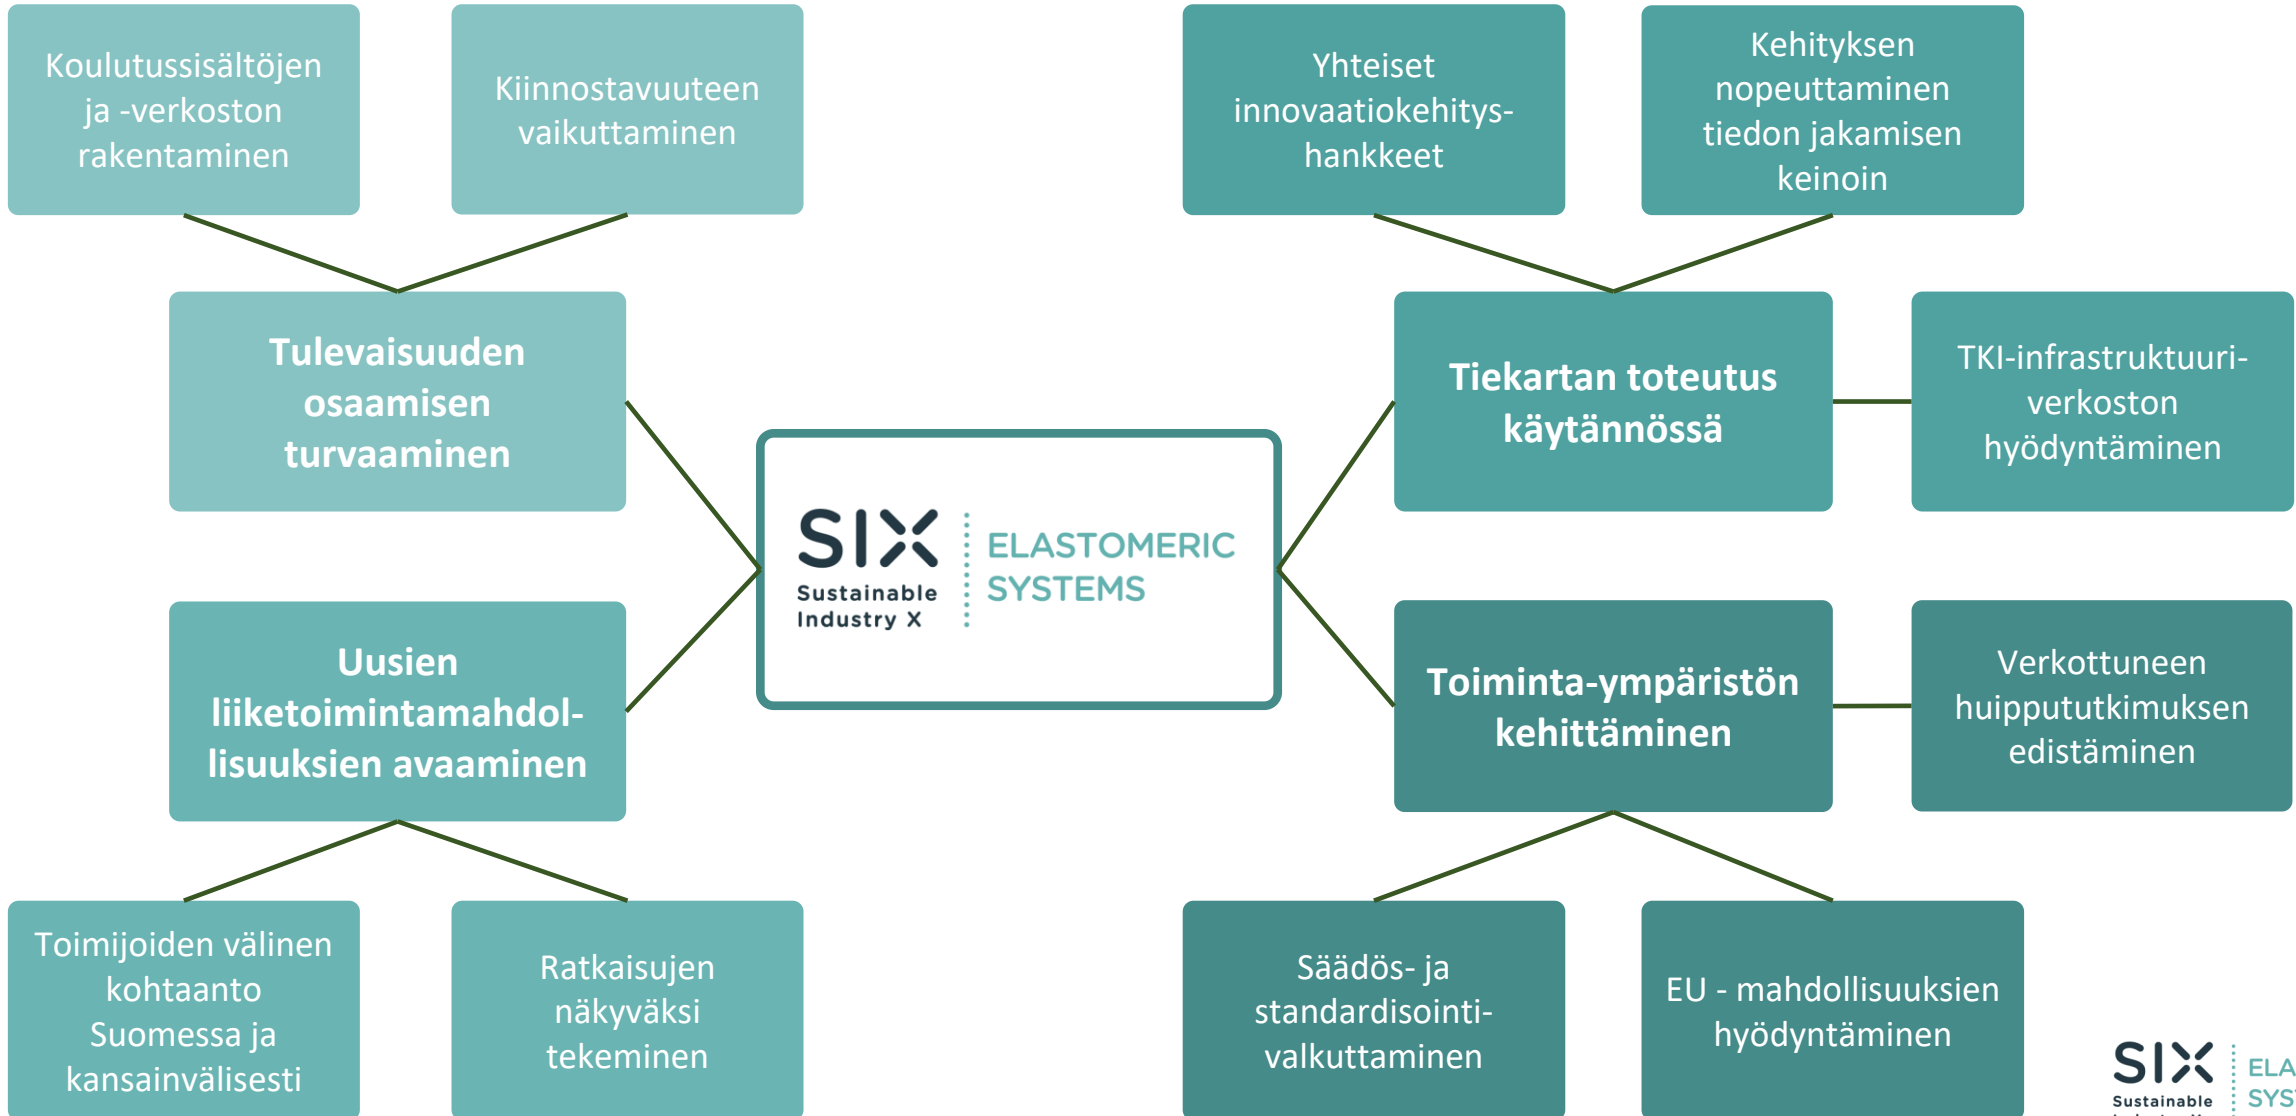 Koulutussisältöjen
ja -verkoston
rakentaminen
Kiinnostavuuteen
vaikuttaminen
Yhteiset
innovaatiokehitys-
hankkeet
Kehityksen
nopeuttaminen
tiedon jakamisen
keinoin
Tulevaisuuden
osaamisen
turvaaminen
Tiekartan toteutus
käytännössä
TKI-infrastruktuuri-
verkoston
hyödyntäminen
SIX
Sustainable
Industry X
ELASTOMERIC
SYSTEMS
Uusien
liiketoimintamahdol-
lisuuksien avaaminen
Toiminta-ympäristön
kehittäminen
Verkottuneen
huippututkimuksen
edistäminen
Toimijoiden välinen
kohtaanto
Suomessa ja
kansainvälisesti
Ratkaisujen
näkyväksi
tekeminen
Säädös- ja
standardisointi-
valkuttaminen
EU - mahdollisuuksien
hyödyntäminen
SIX
Sustainable
ELA
SYS